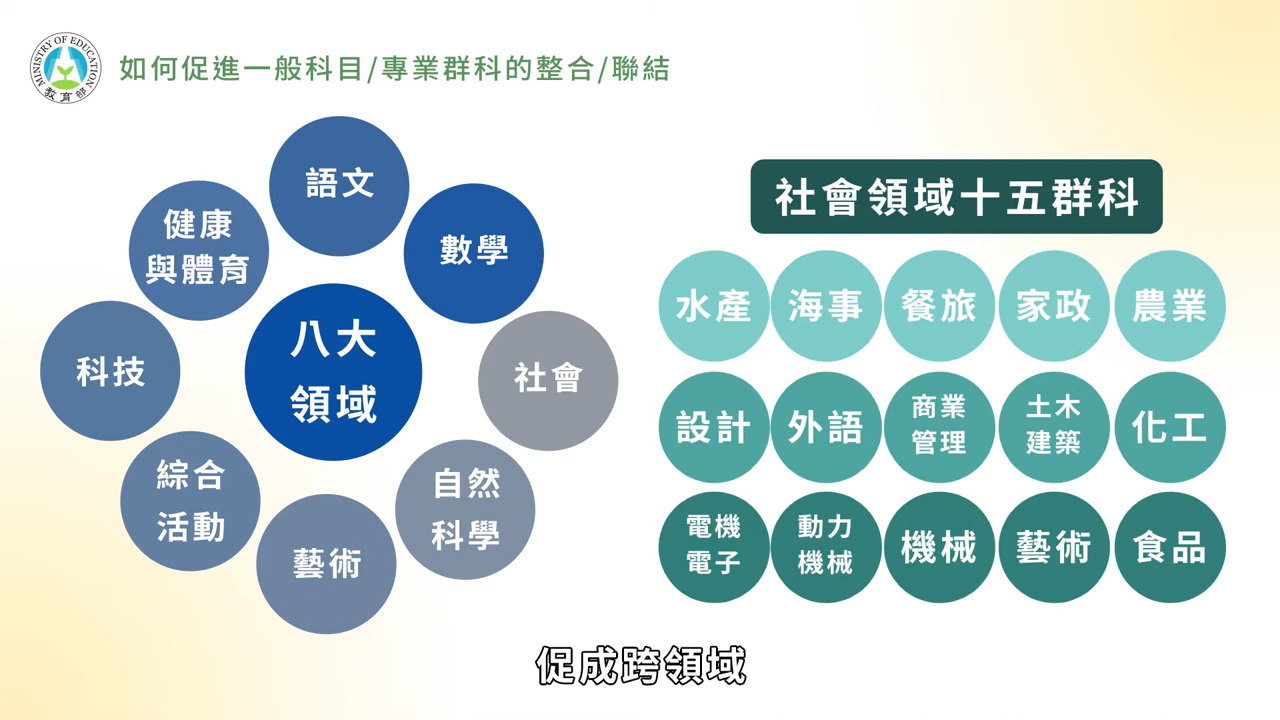 MINISTRY OF EDUCATION
教育部
如何促進一般科目/專業群科的整合/聯結
語文
健康
與體育
數學
八大
領域
科技
社會
綜合
活動
自然
科學
藝術
社會領域十五群科
水產
海事
餐旅
家政
農業
設計
外語
商業
管理
土木
建築
化工
電機
電子
動力
機械
機械
藝術
食品
促成跨領域